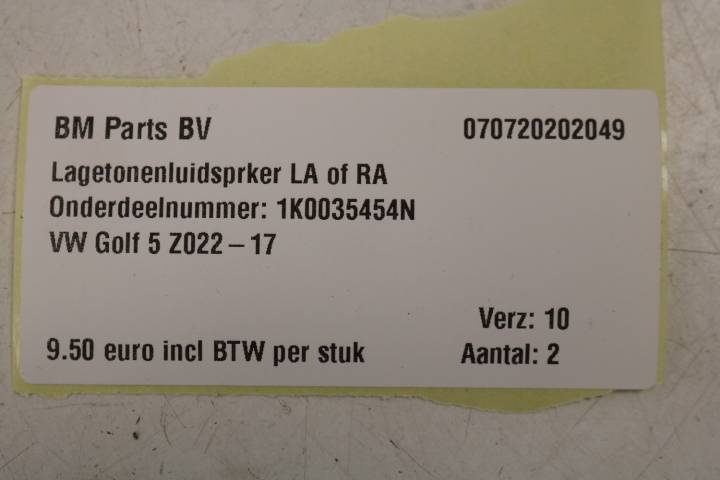 BM Parts BV 070720202049
Lagetonenluidsprker LA of RA
Onderdeelnummer: 1K0035454N
VW Golf 5 Z022 – 17
Verz: 10
9.50 euro incl BTW per stuk Aantal: 2